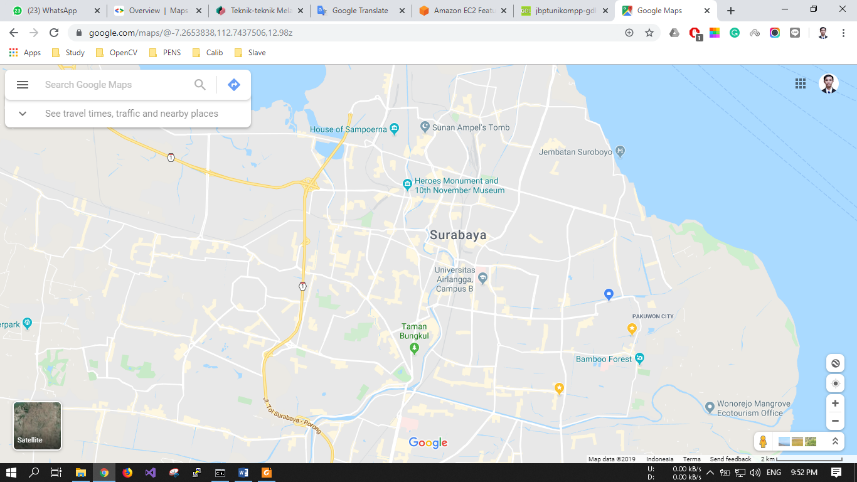 (23) WhatsApp
Overview | Maps
Teknik-teknik Mel
Google Translate
Amazon EC2 Featu
jbptunikompp-gdl
Google Maps
google.com/maps/@-7.2653838,112.7437506,12.98z
Apps
Study
OpenCV
PENS
Calib
Slave
Search Google Maps
See travel times, traffic and nearby places
House of Sampoerna
Sunan Ampel's Tomb
Jembatan Suroboyo
Heroes Monument and
10th November Museum
Surabaya
Universitas
Airlangga,
Campus B
PAKUWON CITY
erpark
Taman
Bungkul
Bamboo Forest
Jl. Tol Surabaya - Porong
Wonorejo Mangrove
Ecotourism Office
Satellite
Google
Map data ©2019
Indonesia
Terms
Send feedback
2 km
U: 0.00 kB/s
D: 0.00 kB/s
ENG
9:52 PM